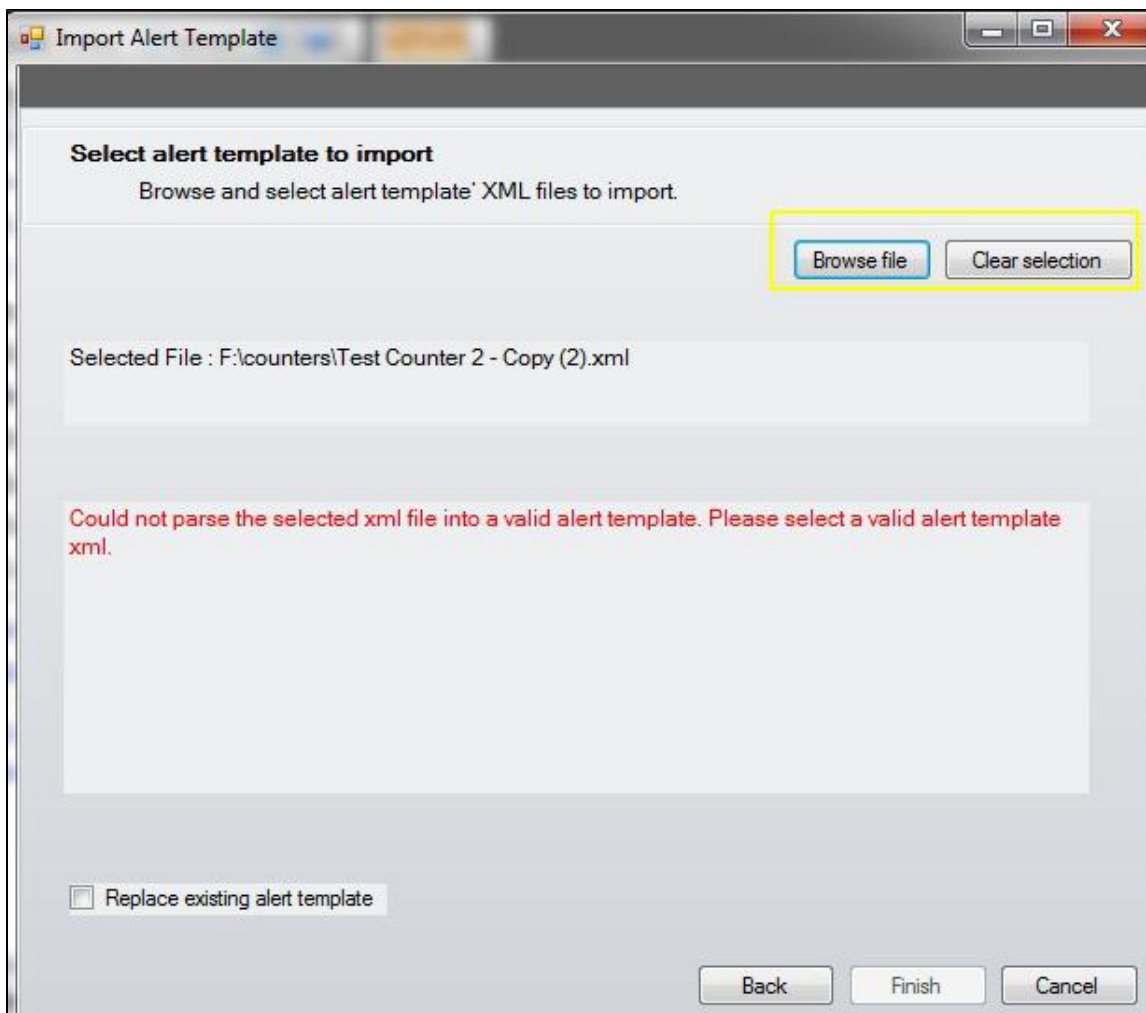 Import Alert Template
Select alert template to import
Browse and select alert template' XML files to import.
Browse file
Clear selection
Selected File : F:\counters\Test Counter 2 - Copy (2).xml
Could not parse the selected xml file into a valid alert template. Please select a valid alert template
xml.
Replace existing alert template
Back
Finish
Cancel